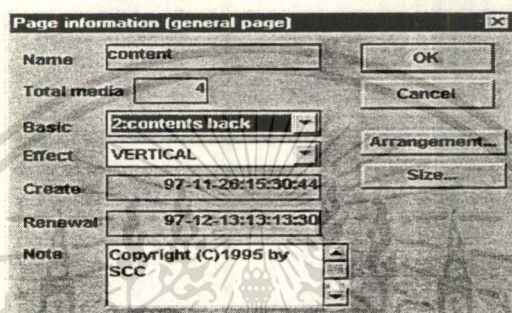 Page information (general page)
Name content OK
Total media 4 Cancel
Basic 2:contents back
Arrangement...
Effect VERTICAL
Size...
Create 97-11-26:15:30:44
Renewal 97-12-13:13:13:30
Note Copyright (C)1995 by
SCC